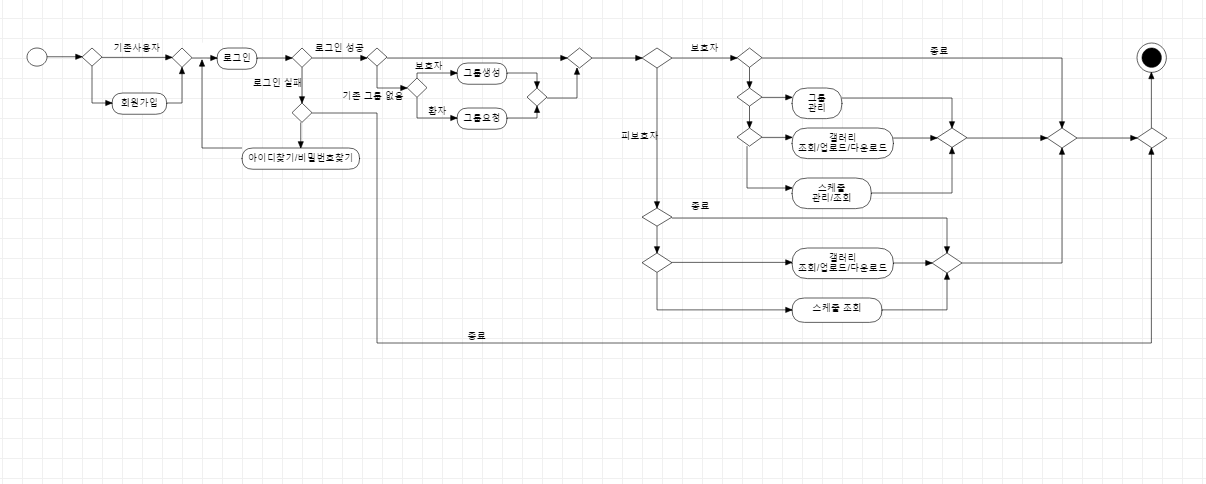 기존사용자
회원가입
로그인
로그인 성공
로그인 실패
아이디찾기/비밀번호찾기
기존 그룹 없음
보호자
그룹생성
환자
그룹요청
보호자
피보호자
종료
그룹
관리
갤러리
조회/업로드/다운로드
스케줄
관리/조회
종료
갤러리
조회/업로드/다운로드
스케줄 조회
종료